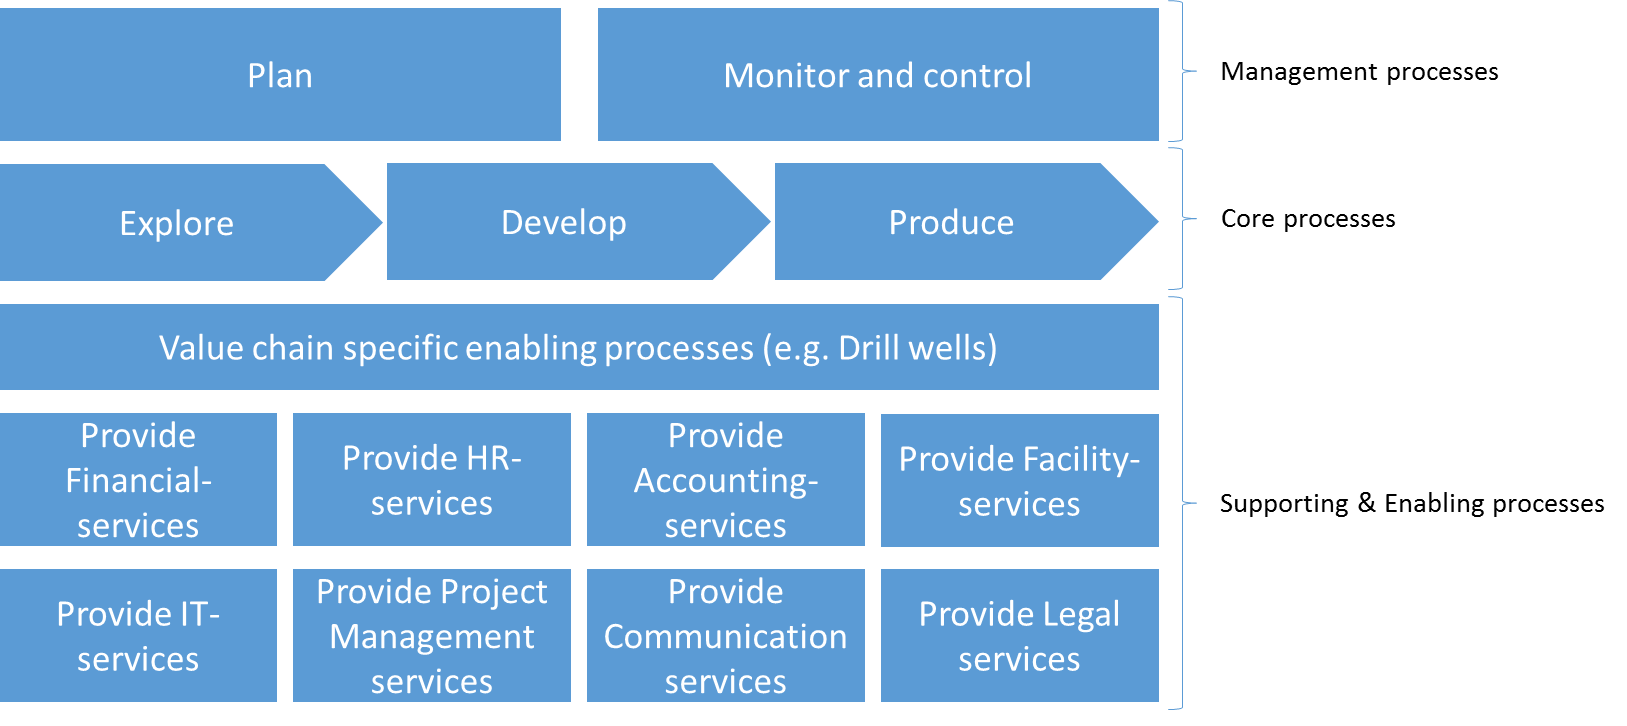 Plan
Monitor and control
Management processes
Explore
Develop
Produce
Core processes
Value chain specific enabling processes (e.g. Drill wells)
Provide
Financial-
services
Provide HR-
services
Provide
Accounting-
services
Provide Facility-
services
Supporting & Enabling processes
Provide IT-
services
Provide Project
Management
services
Provide
Communication
services
Provide Legal
services